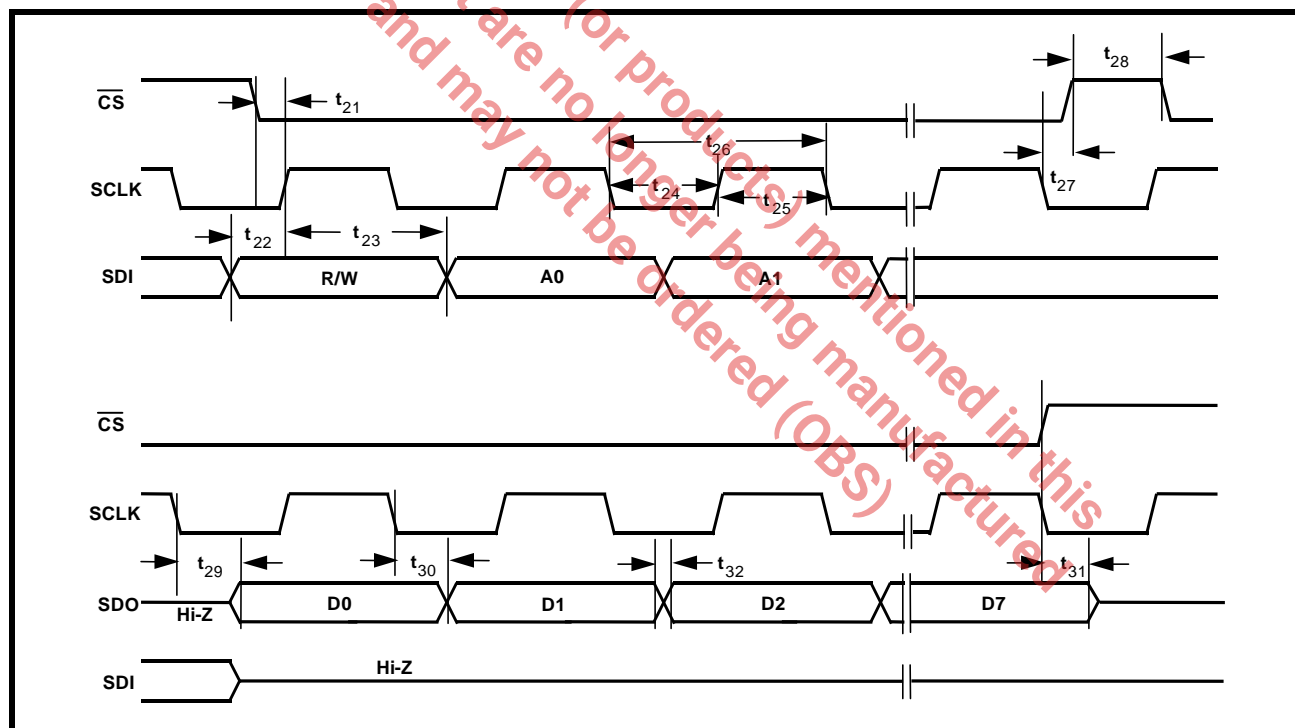 (or products) mentioned in this
t are no longer being manufactured
and may not be ordered (OBS)
CS
t21
t28
SCLK
t26
t24
t25
t27
SDI
t22
t23
R/W
A0
A1
CS
SCLK
t29
t30
t32
t31
SDO
Hi-Z
D0
D1
D2
D7
SDI
Hi-Z